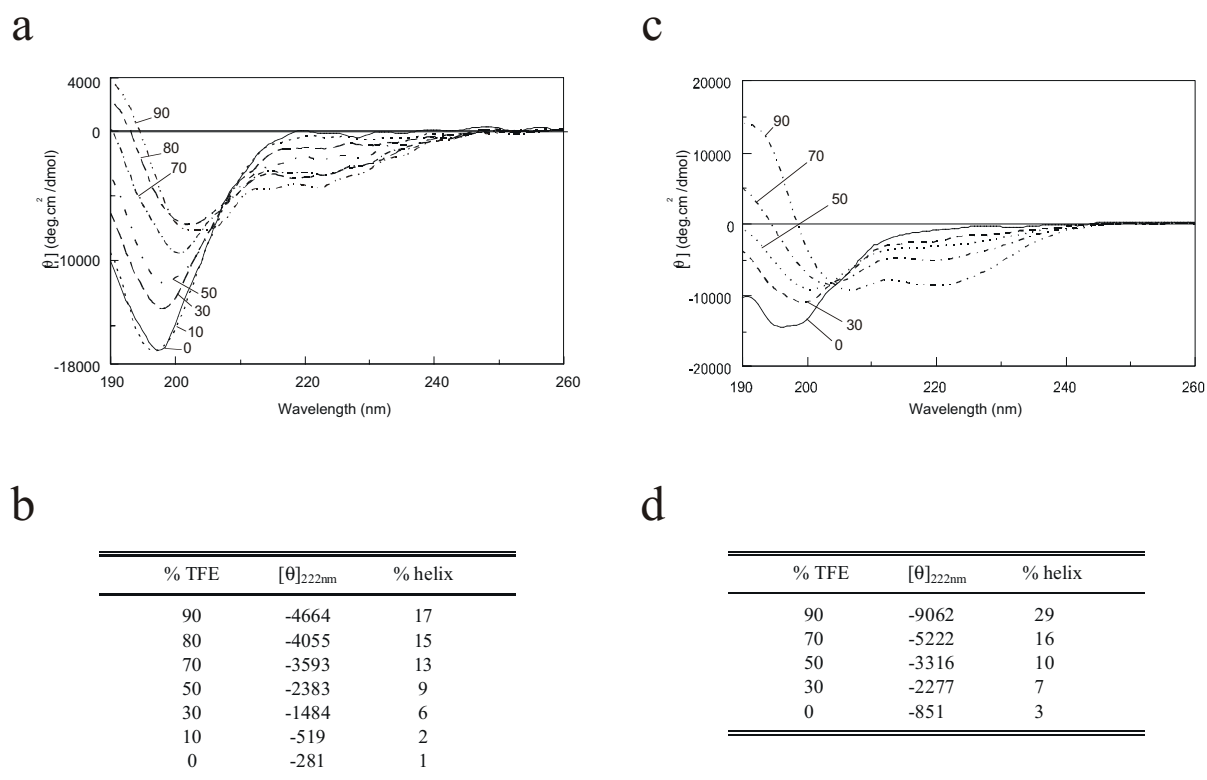 a
4000
0
-10000
-18000
[θ] (deg.cm²/dmol)
90
80
70
50
30
10
0
190 200 220 240 260
Wavelength (nm)
c
20000
15000
10000
0
-10000
-20000
[θ] (deg.cm²/dmol)
90
70
50
30
0
190 200 220 240 260
Wavelength (nm)
b
% TFE [θ]222nm % helix
90 -4664 17
80 -4055 15
70 -3593 13
50 -2383 9
30 -1484 6
10 -519 2
0 -281 1
d
% TFE [θ]222nm % helix
90 -9062 29
70 -5222 16
50 -3316 10
30 -2277 7
0 -851 3